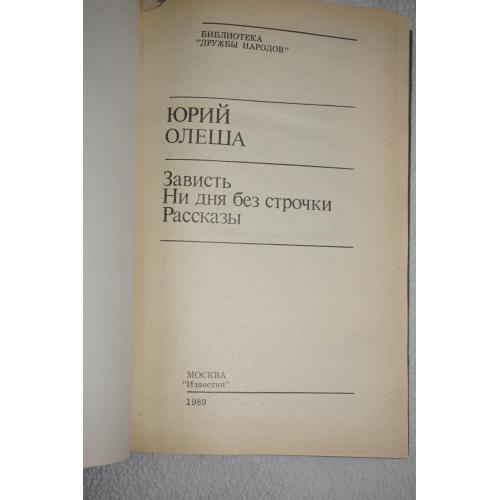 БИБЛИОТЕКА
"ДРУЖБЫ НАРОДОВ"
ЮРИЙ
ОЛЕША
Зависть
Ни дня без строчки
Рассказы
МОСКВА
"Известия"
1989